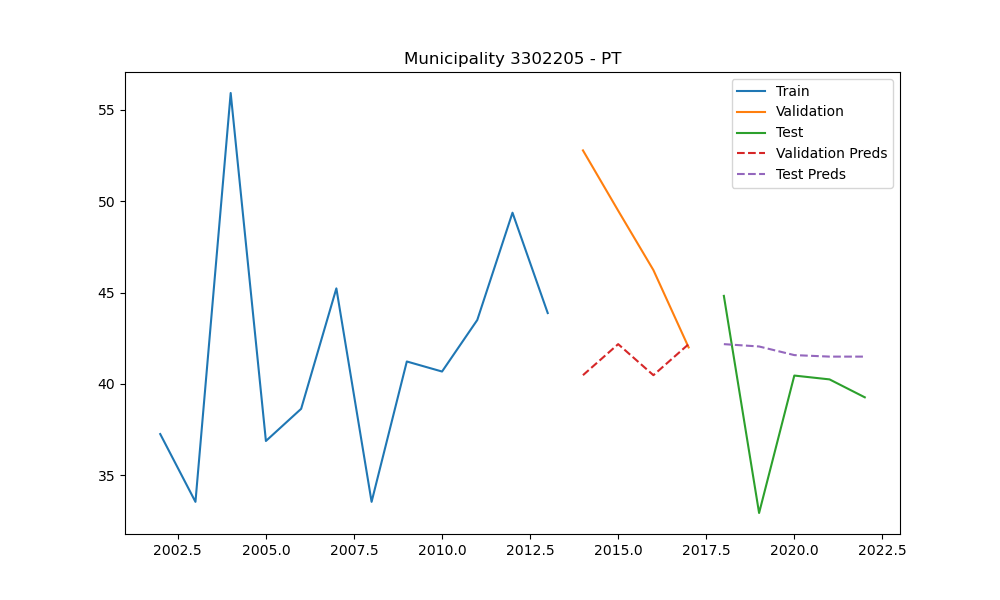 Municipality 3302205 - PT
Train
Validation
Test
Validation Preds
Test Preds
55
50
45
40
35
2002.5 2005.0 2007.5 2010.0 2012.5 2015.0 2017.5 2020.0 2022.5